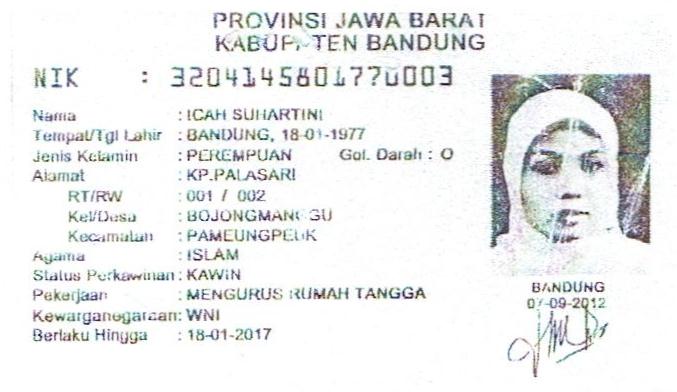 PROVINSI JAWA BARAT
KABUPATEN BANDUNG
NIK : 3204145801770003
Nama : ICAH SUHARTINI
Tempat/Tgl Lahir : BANDUNG, 18-01-1977
Jenis Kelamin : PEREMPUAN Gol. Darah : O
Alamat : KP.PALASARI
RT/RW : 001 / 002
Kel/Desa : BOJONGMANGGU
Kecamatan : PAMEUNGPEUK
Agama : ISLAM
Status Perkawinan : KAWIN
Pekerjaan : MENGURUS RUMAH TANGGA
Kewarganegaraan: WNI
Berlaku Hingga : 18-01-2017
BANDUNG
07-09-2012